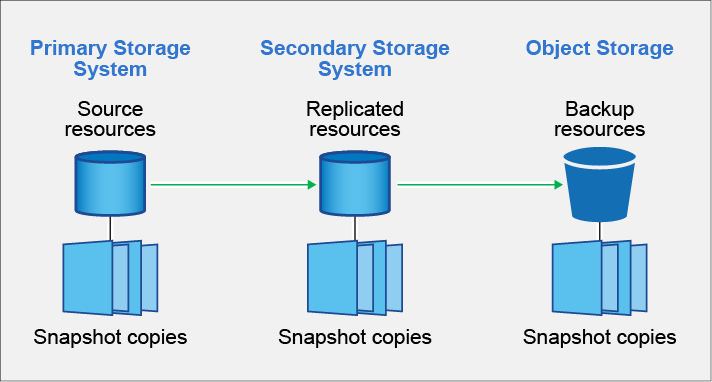 Primary Storage
System
Secondary Storage
System
Object Storage
Source
resources
Replicated
resources
Backup
resources
Snapshot copies
Snapshot copies
Snapshot copies